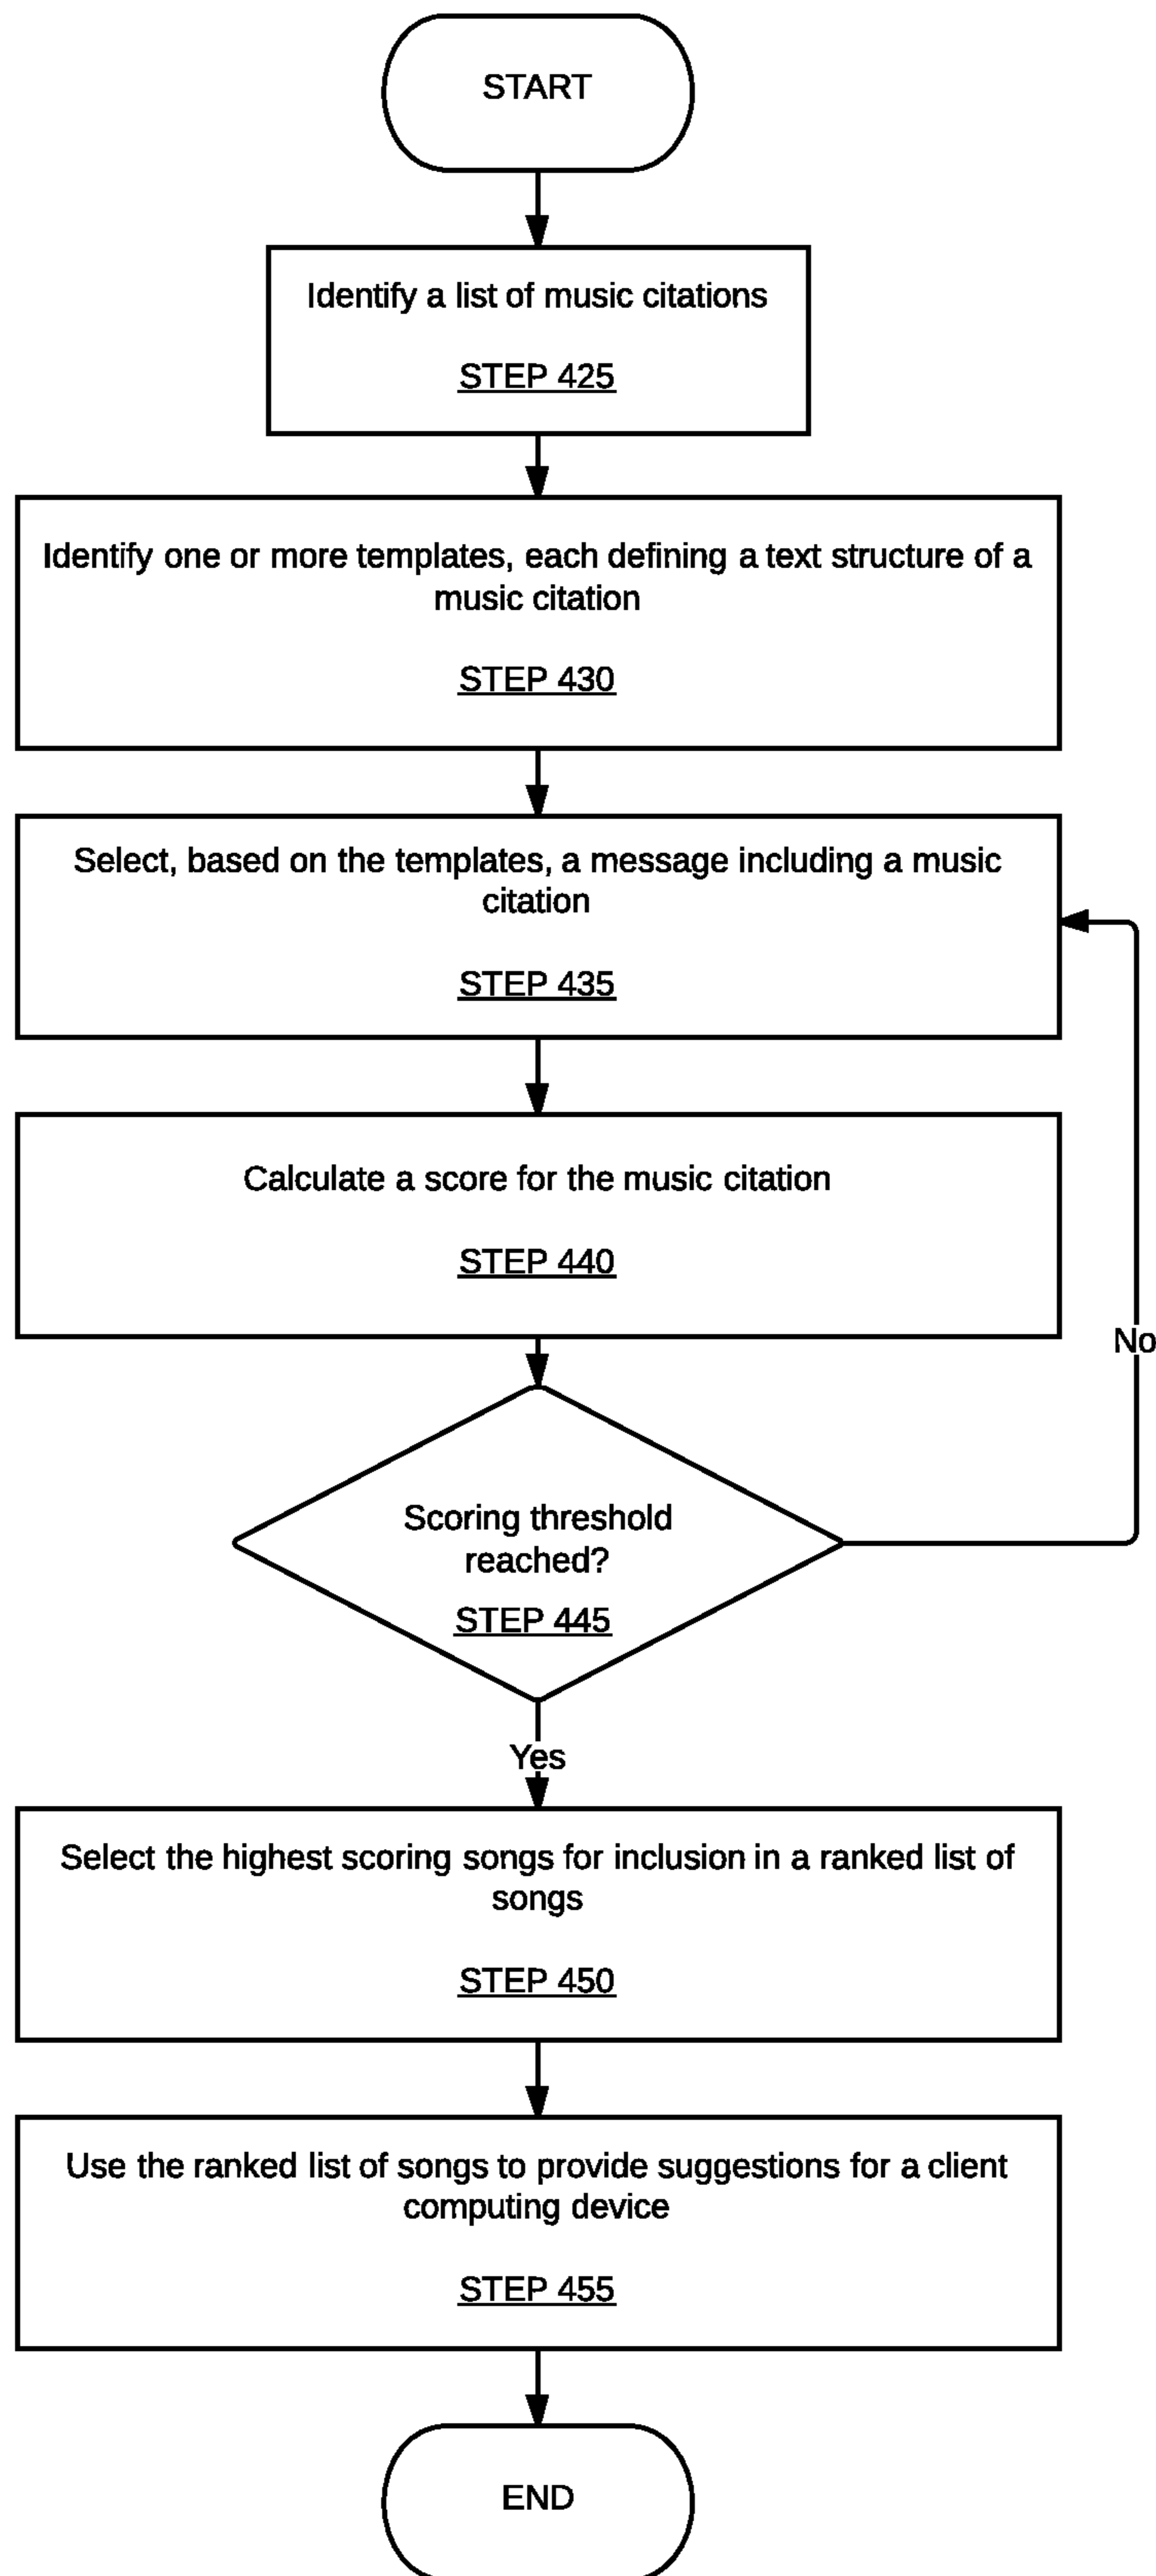 START
Identify a list of music citations
STEP 425
Identify one or more templates, each defining a text structure of a
music citation
STEP 430
Select, based on the templates, a message including a music
citation
STEP 435
Calculate a score for the music citation
STEP 440
No
Scoring threshold
reached?
STEP 445
Yes
Select the highest scoring songs for inclusion in a ranked list of
songs
STEP 450
Use the ranked list of songs to provide suggestions for a client
computing device
STEP 455
END